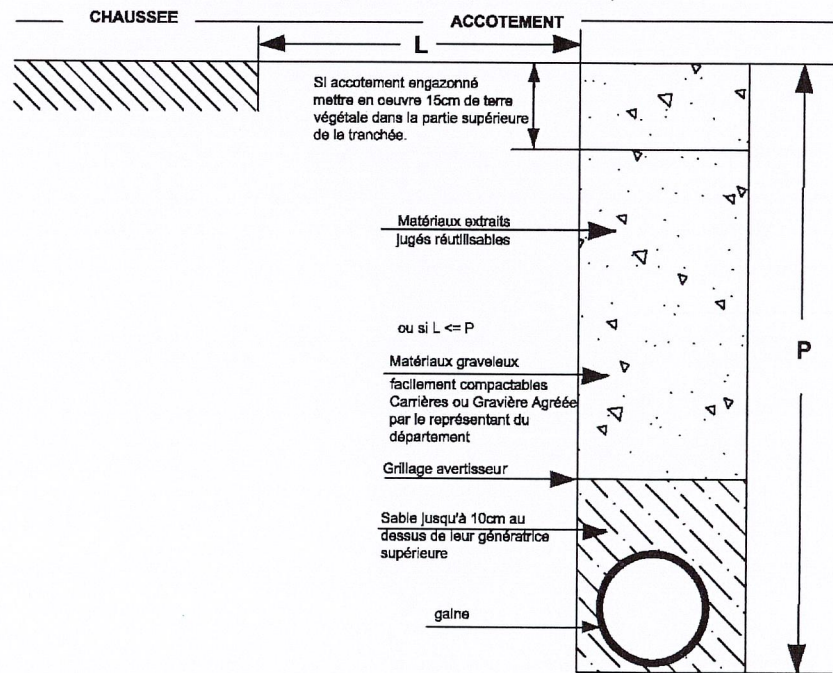 CHAUSSEE
ACCOTEMENT
L
Si accotement engazonné
mettre en oeuvre 15cm de terre
végétale dans la partie supérieure
de la tranchée.
Matériaux extraits
jugés réutilisables
ou si L <= P
P
Matériaux graveleux
facilement compactables
Carrières ou Gravière Agréée
par le représentant du
département
Grillage avertisseur
Sable jusqu'à 10cm au
dessus de leur génératrice
supérieure
gaine